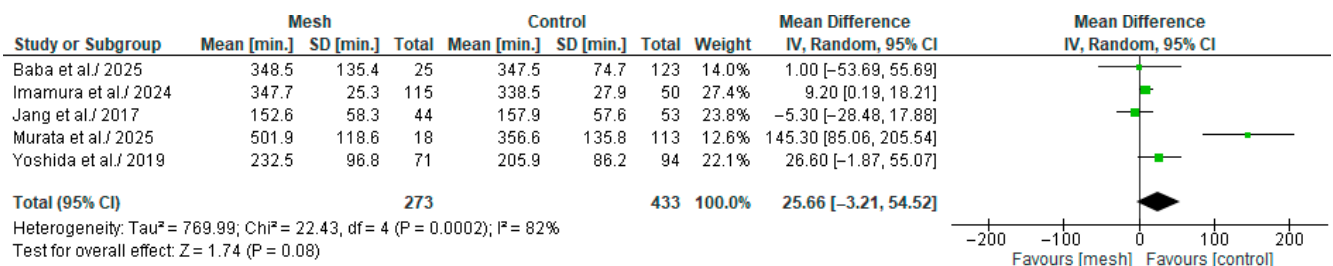 Mesh Control Mean Difference Mean Difference
Study or Subgroup Mean [min.] SD [min.] Total Mean [min.] SD [min.] Total Weight IV, Random, 95% CI IV, Random, 95% CI
Baba et al./ 2025 348.5 135.4 25 347.5 74.7 123 14.0% 1.00 [−53.69, 55.69]
Imamura et al./ 2024 347.7 25.3 115 338.5 27.9 50 27.4% 9.20 [0.19, 18.21]
Jang et al./ 2017 152.6 58.3 44 157.9 57.6 53 23.8% −5.30 [−28.48, 17.88]
Murata et al./ 2025 501.9 118.6 18 356.6 135.8 113 12.6% 145.30 [85.06, 205.54]
Yoshida et al./ 2019 232.5 96.8 71 205.9 86.2 94 22.1% 26.60 [−1.87, 55.07]
Total (95% CI) 273 433 100.0% 25.66 [−3.21, 54.52]
Heterogeneity: Tau² = 769.99; Chi² = 22.43, df = 4 (P = 0.0002); I² = 82%
Test for overall effect: Z = 1.74 (P = 0.08)
−200 −100 0 100 200
Favours [mesh] Favours [control]